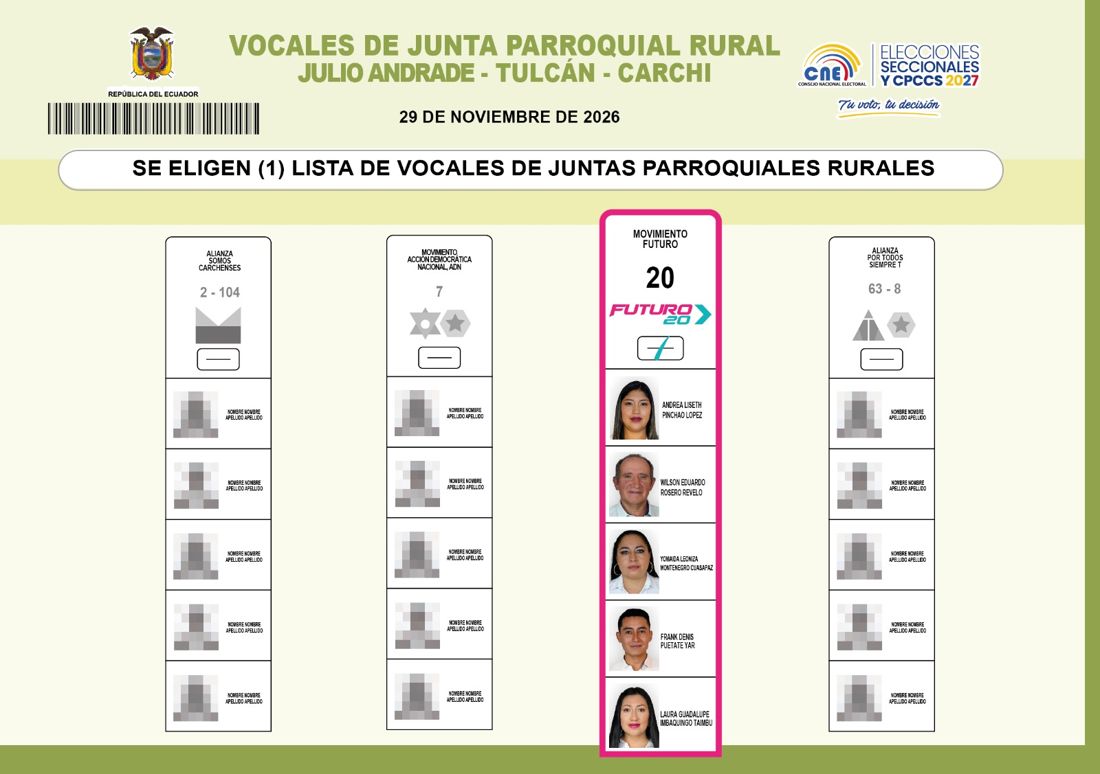 REPÚBLICA DEL ECUADOR
VOCALES DE JUNTA PARROQUIAL RURAL
JULIO ANDRADE - TULCÁN - CARCHI
29 DE NOVIEMBRE DE 2026
CNE
CONSEJO NACIONAL ELECTORAL
ELECCIONES
SECCIONALES
Y CPCCS 2027
Tu voto, tu decisión
SE ELIGEN (1) LISTA DE VOCALES DE JUNTAS PARROQUIALES RURALES
ALIANZA
SOMOS
CARCHENSES
2 - 104
NOMBRE NOMBRE
APELLIDO APELLIDO
NOMBRE NOMBRE
APELLIDO APELLIDO
NOMBRE NOMBRE
APELLIDO APELLIDO
NOMBRE NOMBRE
APELLIDO APELLIDO
NOMBRE NOMBRE
APELLIDO APELLIDO
MOVIMIENTO
ACCIÓN DEMOCRÁTICA
NACIONAL, ADN
7
NOMBRE NOMBRE
APELLIDO APELLIDO
NOMBRE NOMBRE
APELLIDO APELLIDO
NOMBRE NOMBRE
APELLIDO APELLIDO
NOMBRE NOMBRE
APELLIDO APELLIDO
NOMBRE NOMBRE
APELLIDO APELLIDO
MOVIMIENTO
FUTURO
20
FUTURO
20
ANDREA LISETH
PINCHAO LOPEZ
WILSON EDUARDO
ROSERO REVELO
YOMAIDA LEONIZA
MONTENEGRO CUASAPAZ
FRANK DENIS
PUETATE YAR
LAURA GUADALUPE
IMBAQUINGO TAIMBU
ALIANZA
POR TODOS
SIEMPRE T
63 - 8
NOMBRE NOMBRE
APELLIDO APELLIDO
NOMBRE NOMBRE
APELLIDO APELLIDO
NOMBRE NOMBRE
APELLIDO APELLIDO
NOMBRE NOMBRE
APELLIDO APELLIDO
NOMBRE NOMBRE
APELLIDO APELLIDO